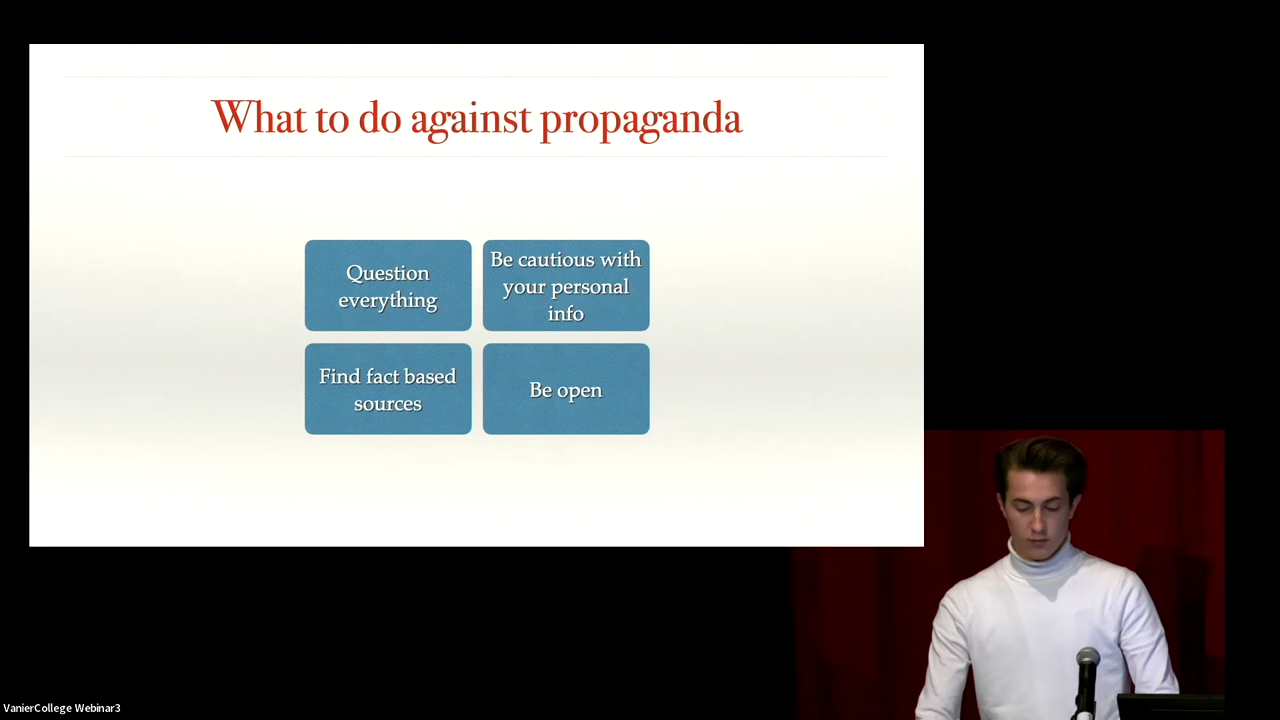 What to do against propaganda
Question
everything
Be cautious with
your personal
info
Find fact based
sources
Be open
VanierCollege Webinar3